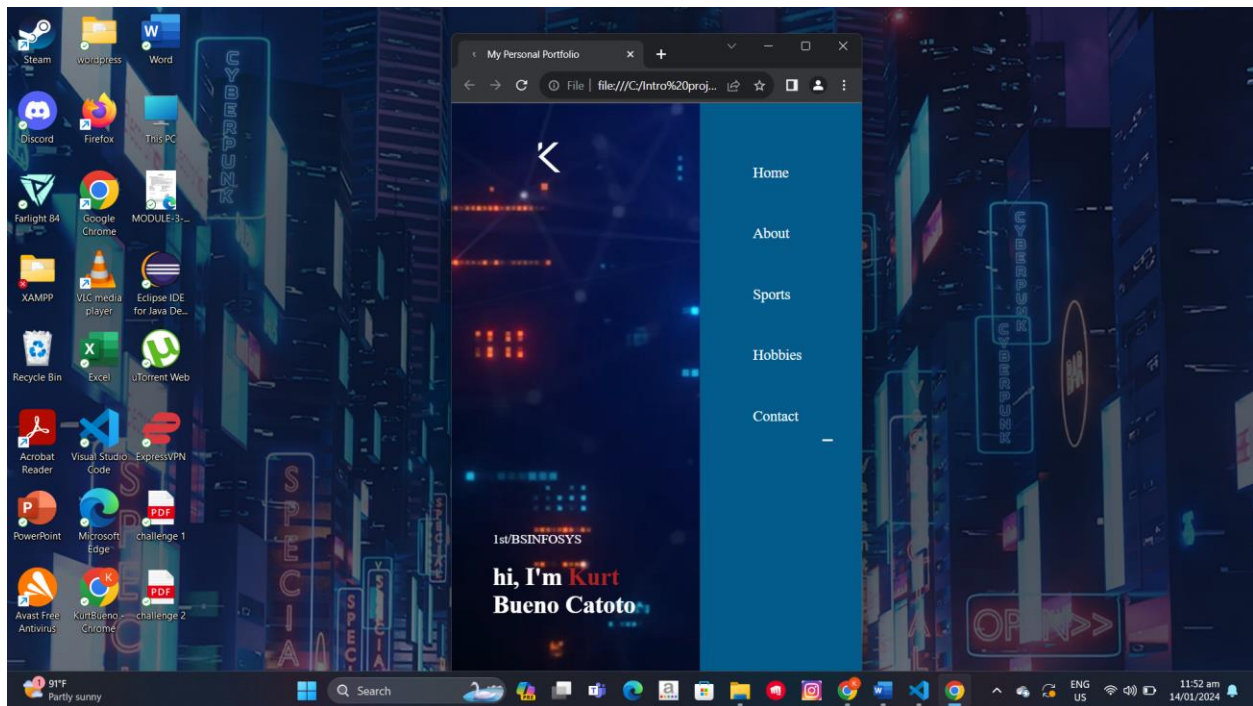 Steam
wordpress
Word
Discord
Firefox
This PC
Farlight 84
Google
Chrome
MODULE-3-...
XAMPP
VLC media
player
Eclipse IDE
for Java De...
Recycle Bin
Excel
uTorrent Web
Acrobat
Reader
Visual Studio
Code
ExpressVPN
PowerPoint
Microsoft
Edge
challenge 1
Avast Free
Antivirus
KurtBueno -
Chrome
challenge 2
CYBERPUNK
SPECIAL
CYBERPUNK
CYBERPUNK
BAR
OPEN>>
My Personal Portfolio
File | file:///C:/Intro%20proj...
K
Home
About
Sports
Hobbies
Contact
1st/BSINFOSYS
hi, I'm Kurt
Bueno Catoto
1
91°F
Partly sunny
Search
ENG
US
11:52 am
14/01/2024